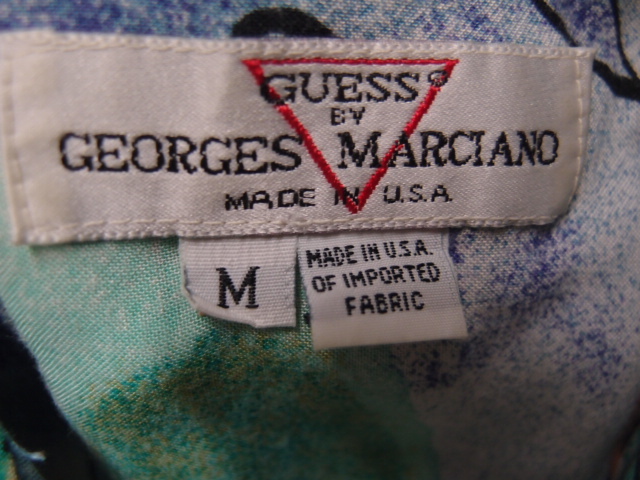 GUESS®
BY
GEORGES MARCIANO
MADE IN U.S.A.
M
MADE IN U.S.A.
OF IMPORTED
FABRIC